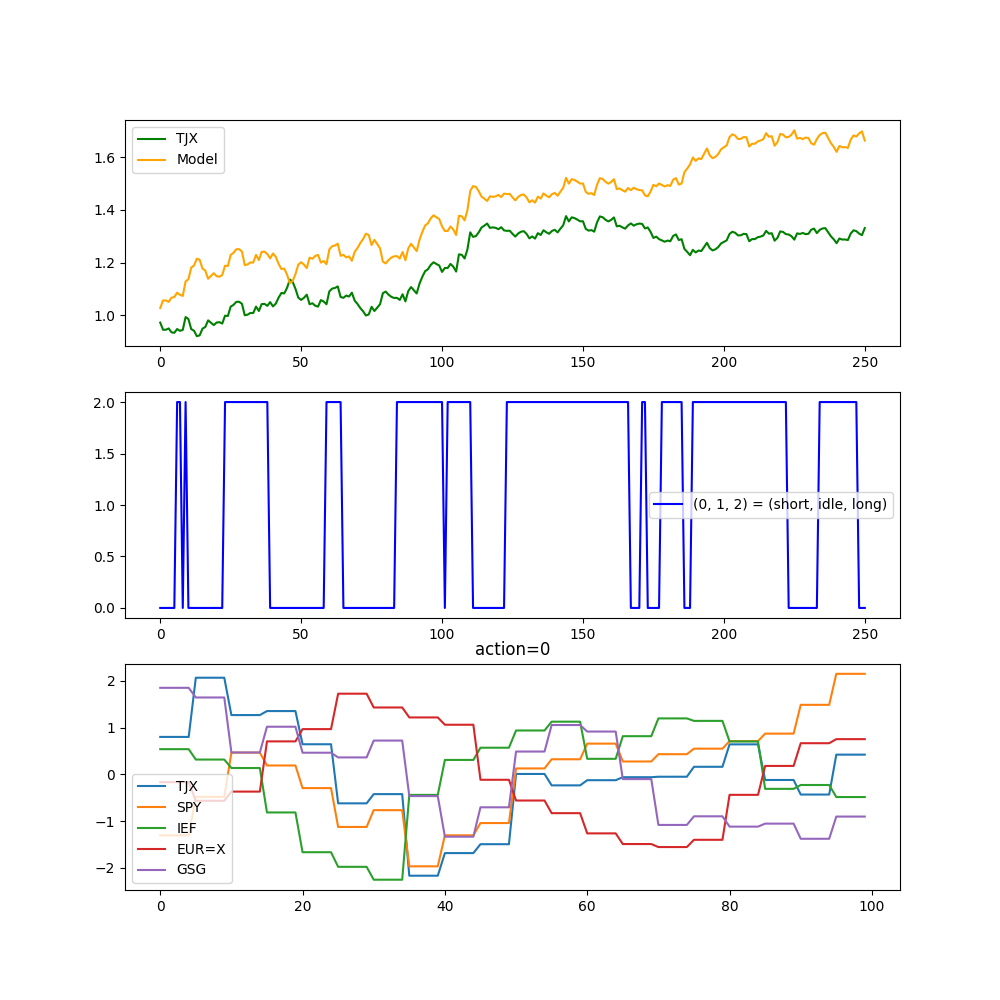 TJX
Model
1.6
1.4
1.2
1.0
0 50 100 150 200 250
2.0
1.5
1.0
0.5
0.0
(0, 1, 2) = (short, idle, long)
0 50 100 150 200 250
action=0
2
1
0
−1
−2
TJX
SPY
IEF
EUR=X
GSG
0 20 40 60 80 100